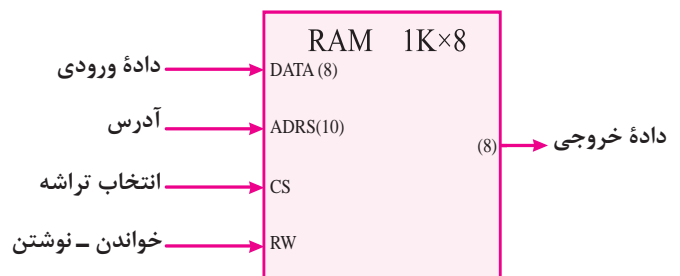 RAM 1K×8
دادهٔ ورودی
DATA (8)
آدرس
ADRS(10)
(8)
دادهٔ خروجی
انتخاب تراشه
CS
خواندن ـ نوشتن
RW